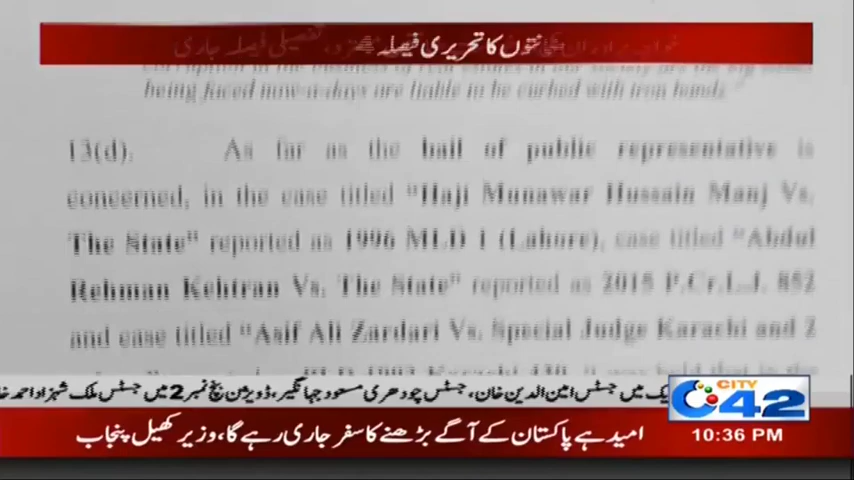 ضمانتوں کا تحریری فیصلہ
تفصیلی فیصلہ جاری
being faced now-a-days are liable to be curbed with iron hands
13(d). As far as the bail of public representative is
concerned, in the case titled "Haji Munawar Hussain Manj Vs.
The State" reported as 1996 MLD 1 (Lahore), case titled "Abdul
Rehman Kehtran Vs. The State" reported as 2015 P.Cr.L.J. 852
and case titled "Asif Ali Zardari Vs. Special Judge Karachi and 2
میں جسٹس امین الدین خان، جسٹس چودھری مسعود جہانگیر، ڈویژن بنچ نمبر 2 میں جسٹس ملک شہزاد احمد
CITY
42
امید ہے پاکستان کے آگے بڑھنے کا سفر جاری رہے گا، وزیر کھیل پنجاب
10:36 PM